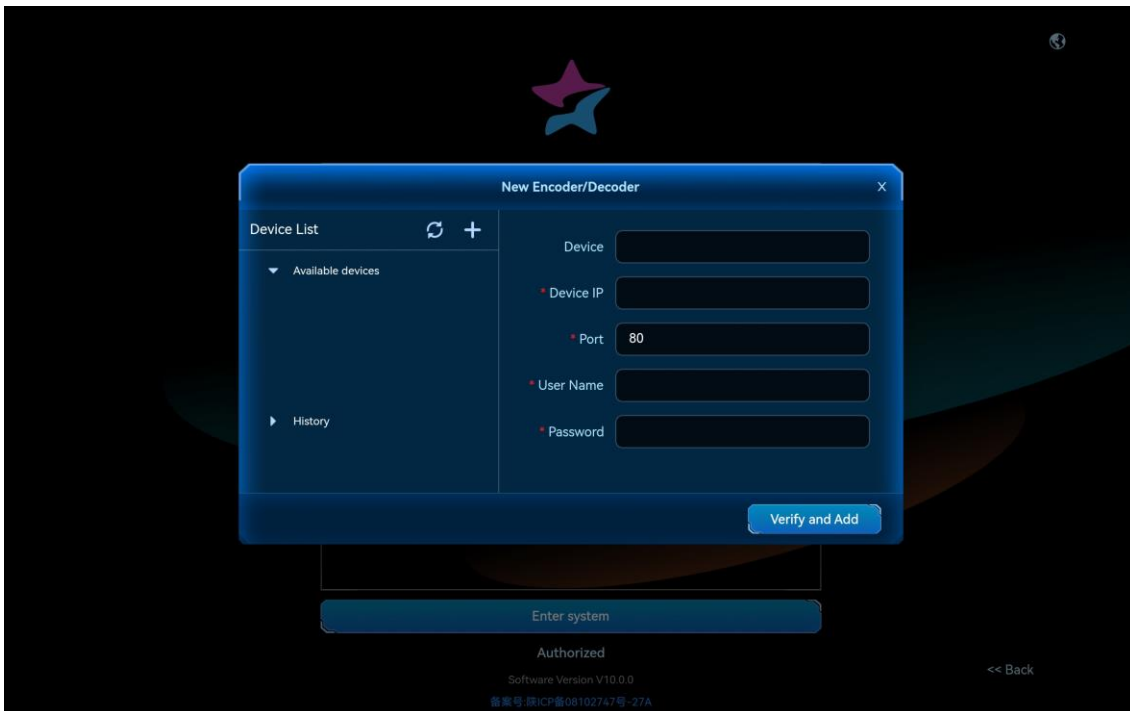 New Encoder/Decoder
X
Device List
Available devices
History
Device
* Device IP
* Port
80
* User Name
* Password
Verify and Add
Enter system
Authorized
Software Version V10.0.0
<< Back
备案号:陕ICP备08102747号-27A